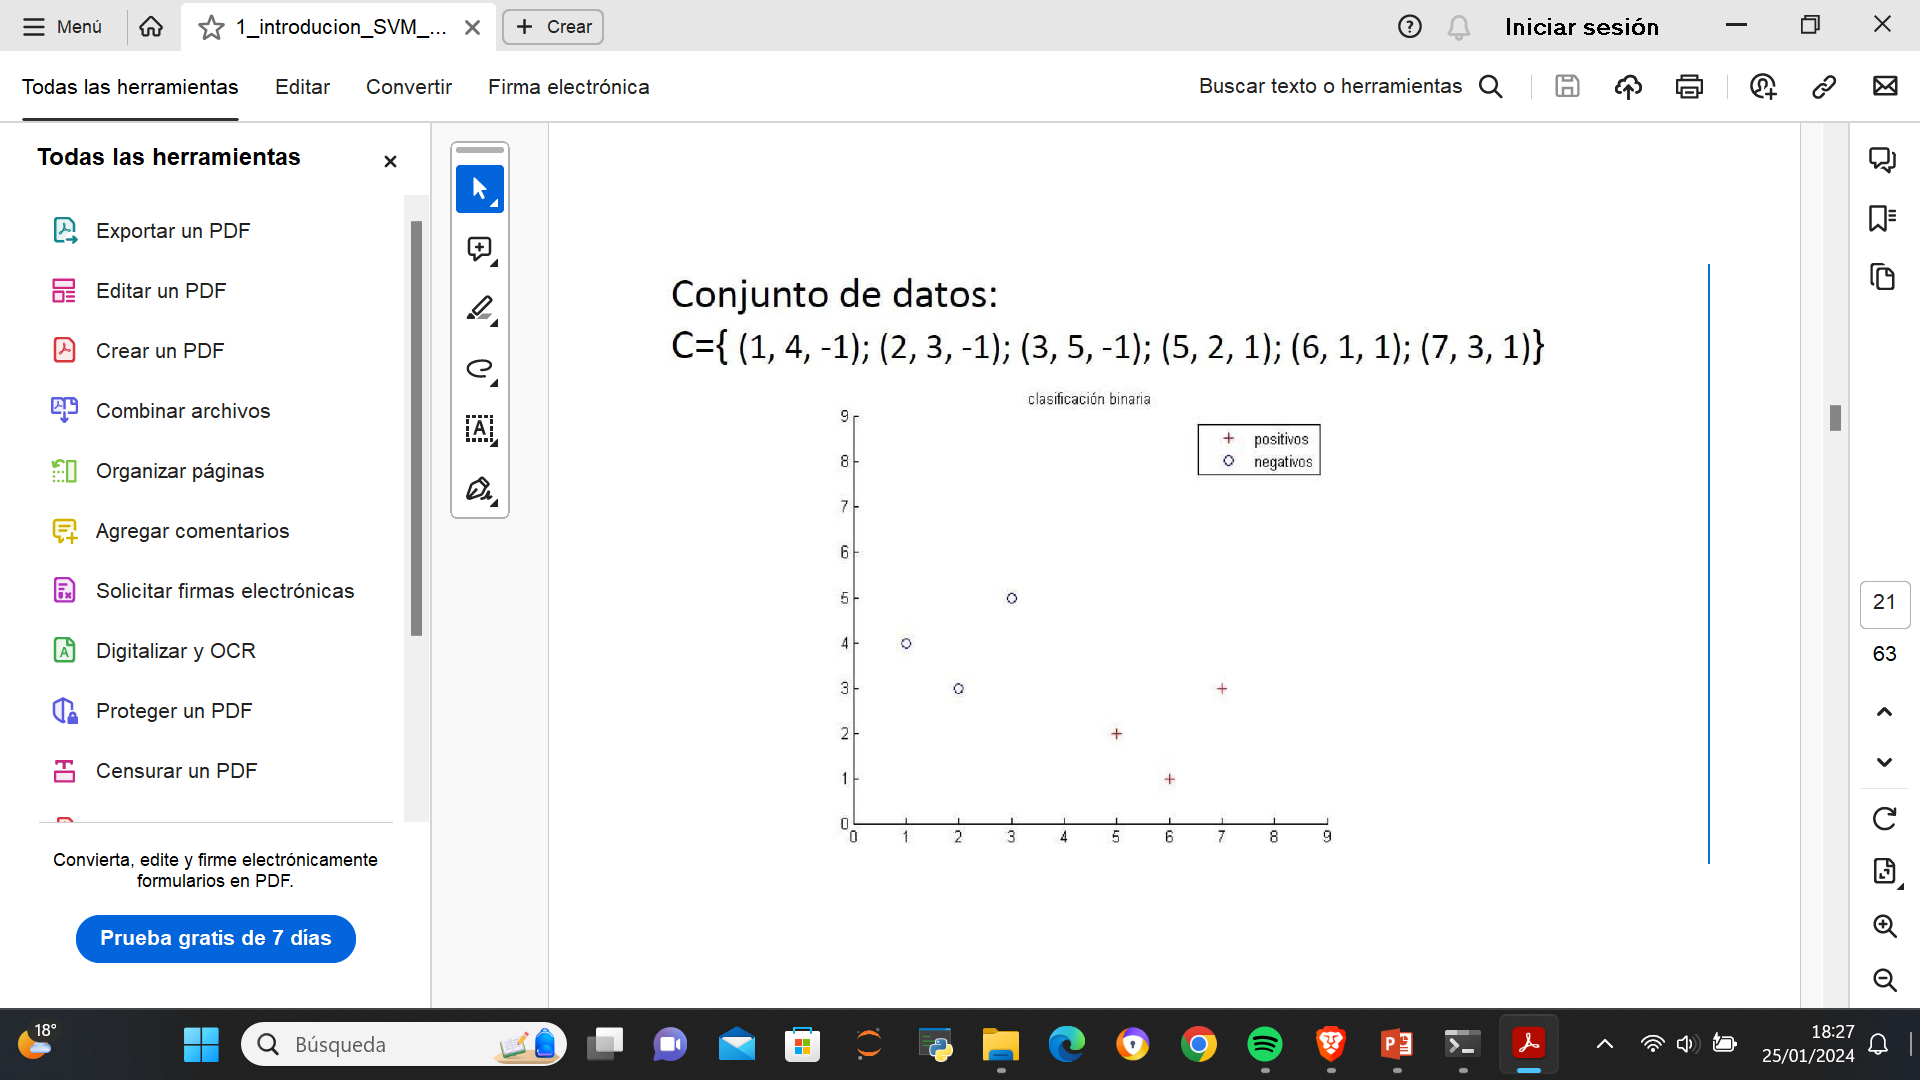 Menú
1_introducion_SVM_...
Crear
Iniciar sesión
Todas las herramientas
Editar
Convertir
Firma electrónica
Buscar texto o herramientas
Todas las herramientas
Exportar un PDF
Editar un PDF
Crear un PDF
Combinar archivos
Organizar páginas
Agregar comentarios
Solicitar firmas electrónicas
Digitalizar y OCR
Proteger un PDF
Censurar un PDF
Convierta, edite y firme electrónicamente
formularios en PDF.
Prueba gratis de 7 días
Conjunto de datos:
C={ (1, 4, -1); (2, 3, -1); (3, 5, -1); (5, 2, 1); (6, 1, 1); (7, 3, 1)}
clasificación binaria
positivos
negativos
9
8
7
6
5
4
3
2
1
0
0 1 2 3 4 5 6 7 8 9
21
63
18°
Búsqueda
18:27
25/01/2024